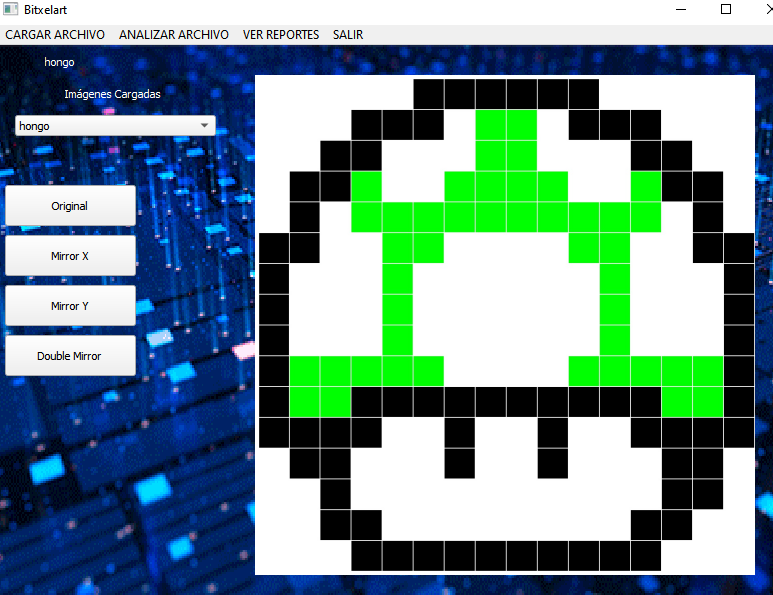 Bitxelart
CARGAR ARCHIVO ANALIZAR ARCHIVO VER REPORTES SALIR
hongo
Imágenes Cargadas
hongo
Original
Mirror X
Mirror Y
Double Mirror